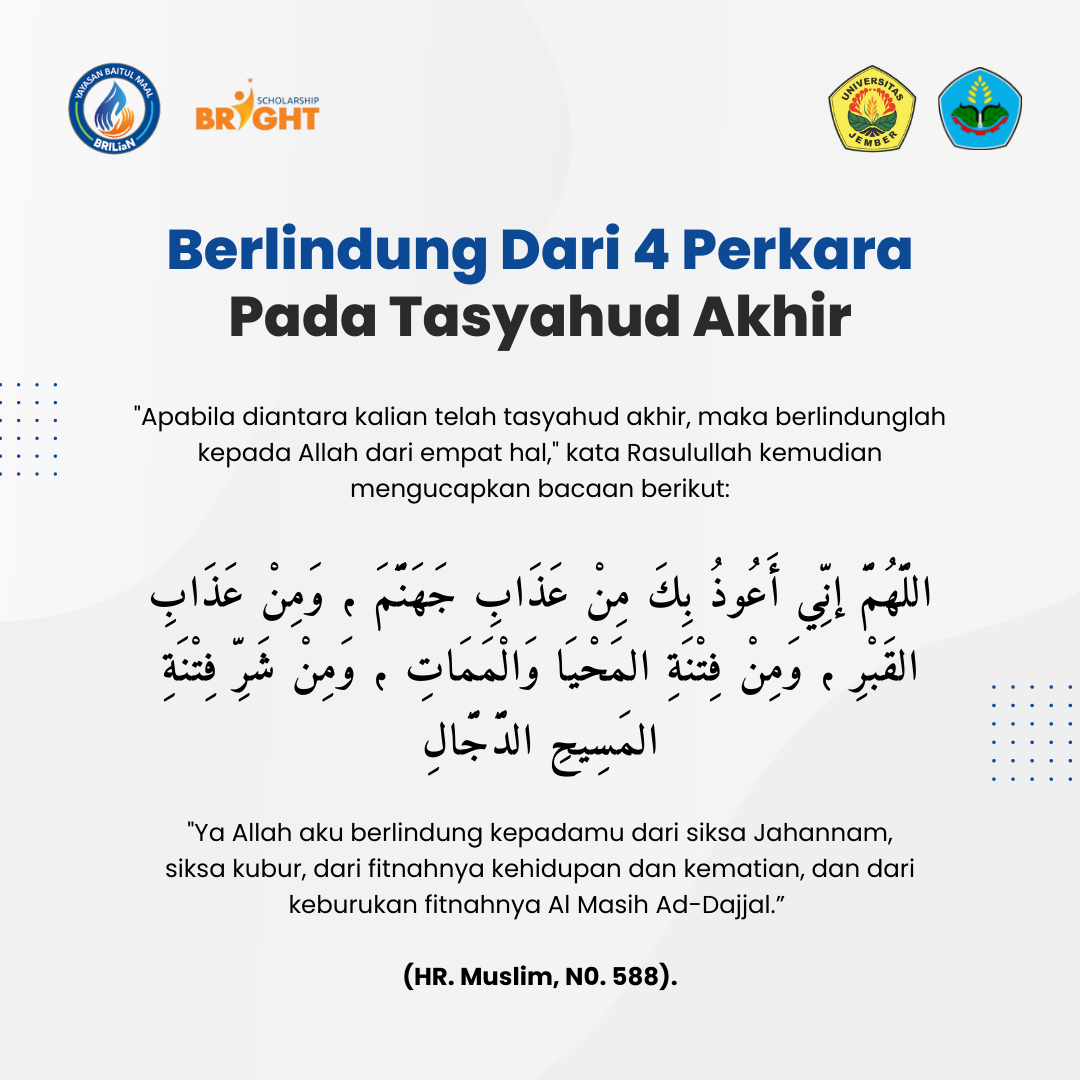 YAYASAN BAITUL MAAL
BRILiaN
SCHOLARSHIP
BRIGHT
UNIVERSITAS
JEMBER
Berlindung Dari 4 Perkara
Pada Tasyahud Akhir
"Apabila diantara kalian telah tasyahud akhir, maka berlindunglah
kepada Allah dari empat hal," kata Rasulullah kemudian
mengucapkan bacaan berikut:
اللَّهُمَّ إِنِّي أَعُوذُ بِكَ مِنْ عَذَابِ جَهَنَّمَ ، وَمِنْ عَذَابِ
القَبْرِ ، وَمِنْ فِتْنَةِ المَحْيَا وَالْمَمَاتِ ، وَمِنْ شَرِّ فِتْنَةِ
المَسِيحِ الدَّجَّالِ
"Ya Allah aku berlindung kepadamu dari siksa Jahannam,
siksa kubur, dari fitnahnya kehidupan dan kematian, dan dari
keburukan fitnahnya Al Masih Ad-Dajjal.”
(HR. Muslim, N0. 588).